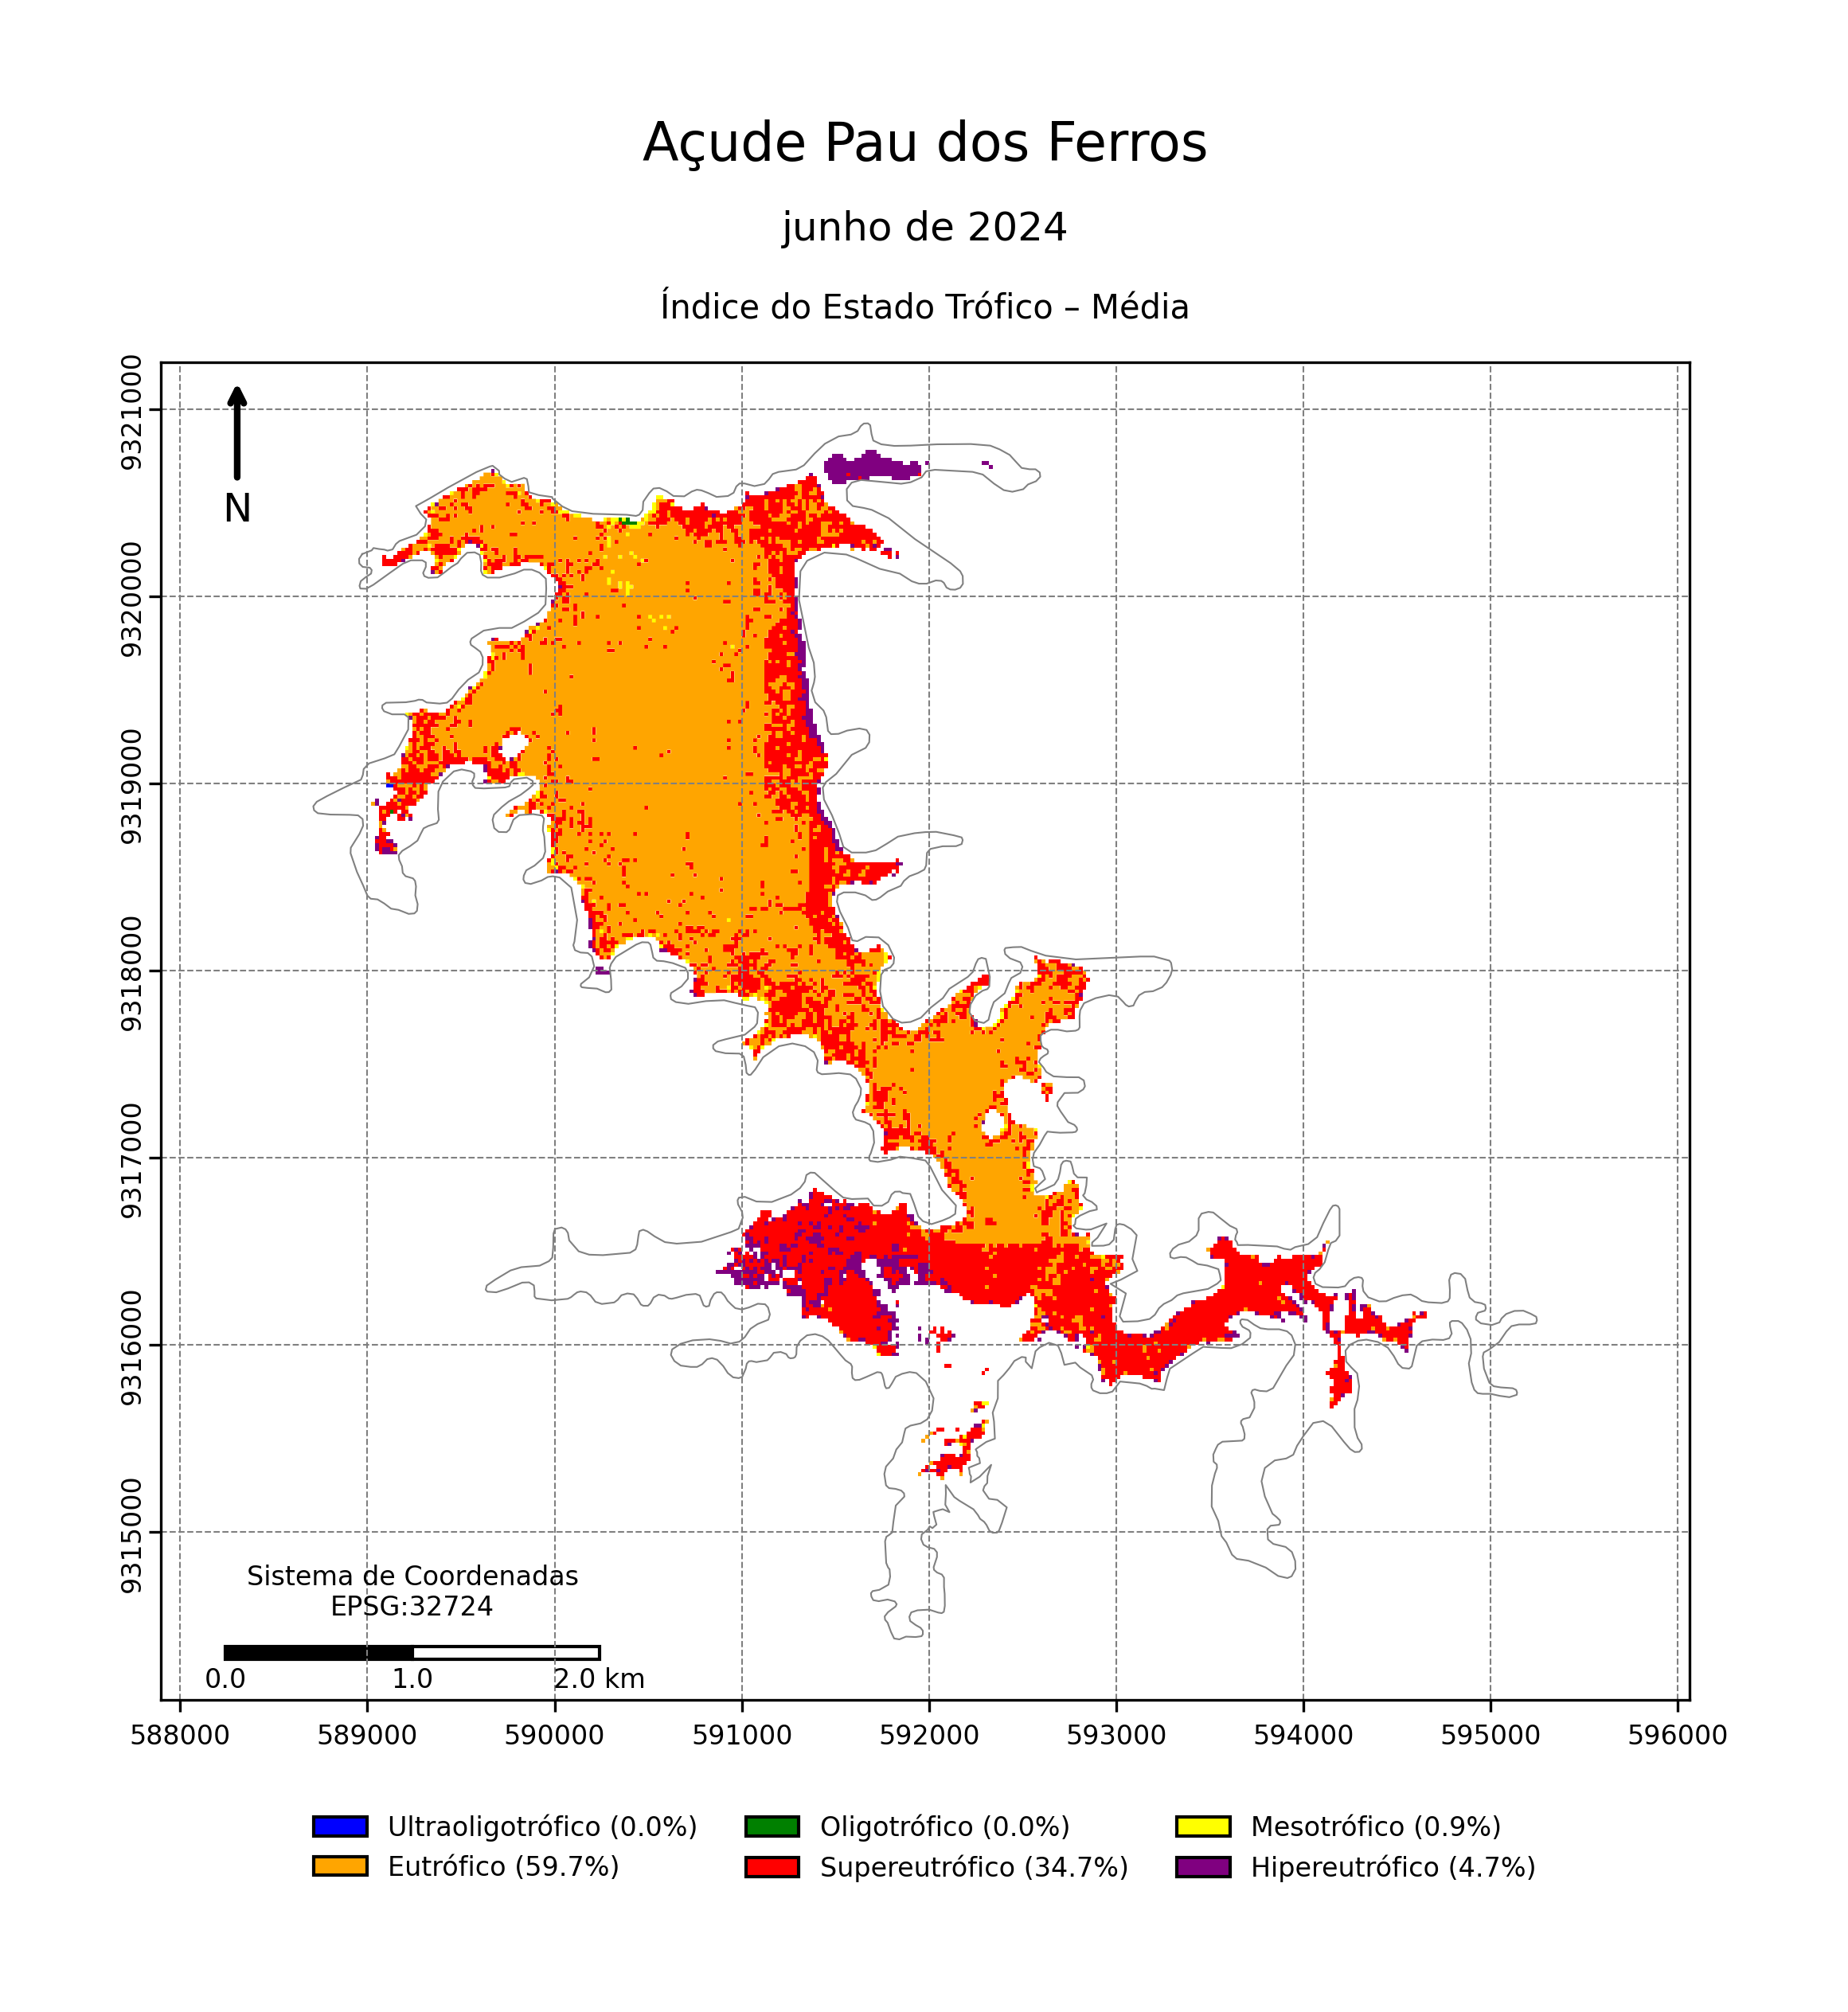 Açude Pau dos Ferros
junho de 2024
Índice do Estado Trófico – Média
9321000
9320000
9319000
9318000
9317000
9316000
9315000
N
Sistema de Coordenadas
EPSG:32724
0.0 1.0 2.0 km
588000 589000 590000 591000 592000 593000 594000 595000 596000
Ultraoligotrófico (0.0%) Oligotrófico (0.0%) Mesotrófico (0.9%)
Eutrófico (59.7%) Supereutrófico (34.7%) Hipereutrófico (4.7%)